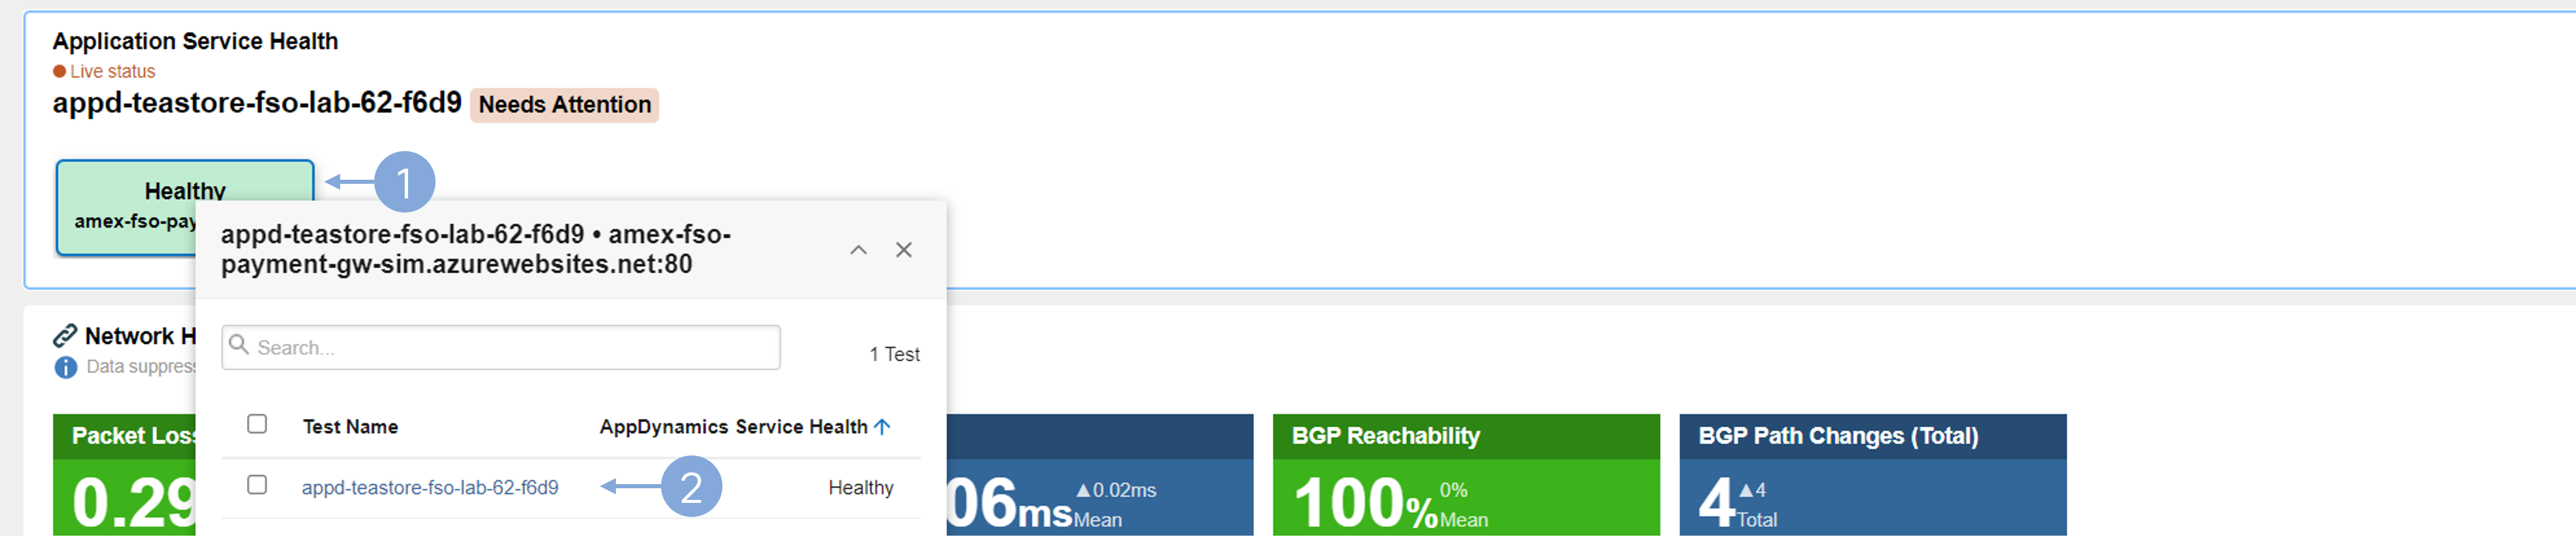 Application Service Health
Live status
appd-teastore-fso-lab-62-f6d9 Needs Attention
Healthy
amex-fso-pay
1
appd-teastore-fso-lab-62-f6d9 • amex-fso-
payment-gw-sim.azurewebsites.net:80
Network H
Data suppres
Search...
1 Test
Test Name AppDynamics Service Health
appd-teastore-fso-lab-62-f6d9 2 Healthy
Packet Loss
0.29
06ms ▲0.02ms
Mean
BGP Reachability
100% 0%
Mean
BGP Path Changes (Total)
4 ▲4
Total